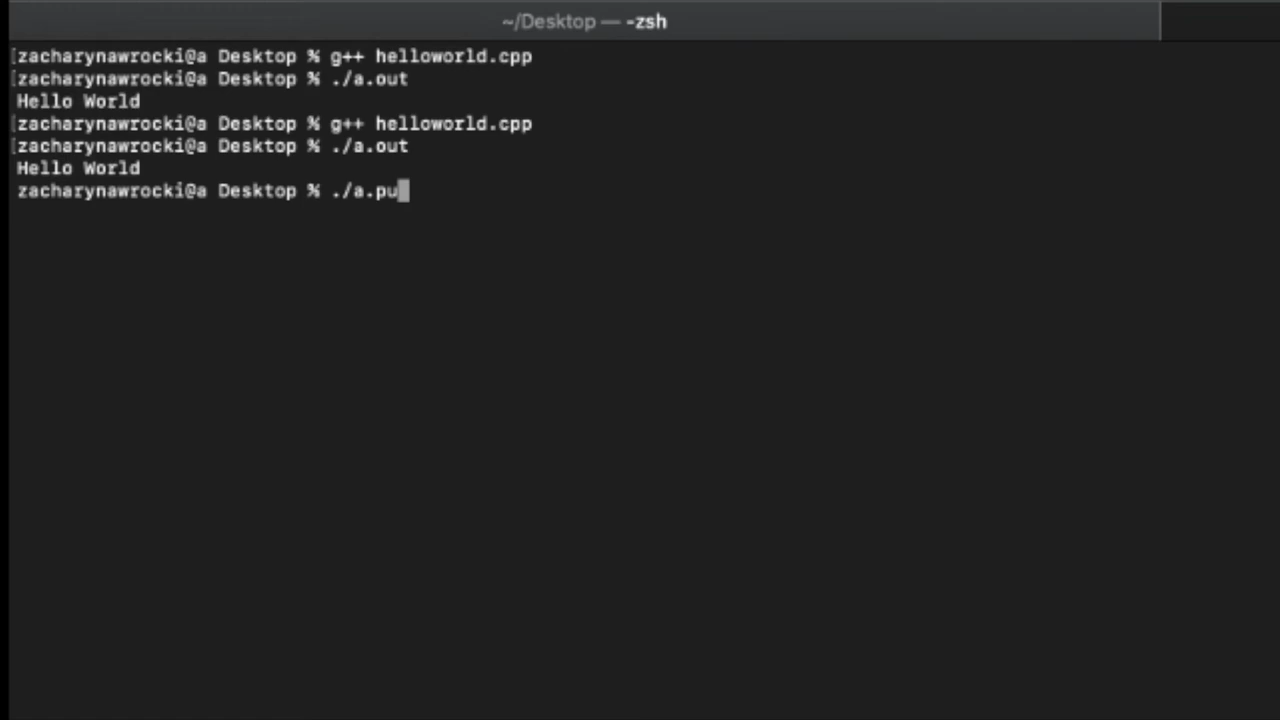 ~/Desktop — -zsh
[zacharynawrocki@a Desktop % g++ helloworld.cpp
[zacharynawrocki@a Desktop % ./a.out
Hello World
[zacharynawrocki@a Desktop % g++ helloworld.cpp
[zacharynawrocki@a Desktop % ./a.out
Hello World
zacharynawrocki@a Desktop % ./a.pu